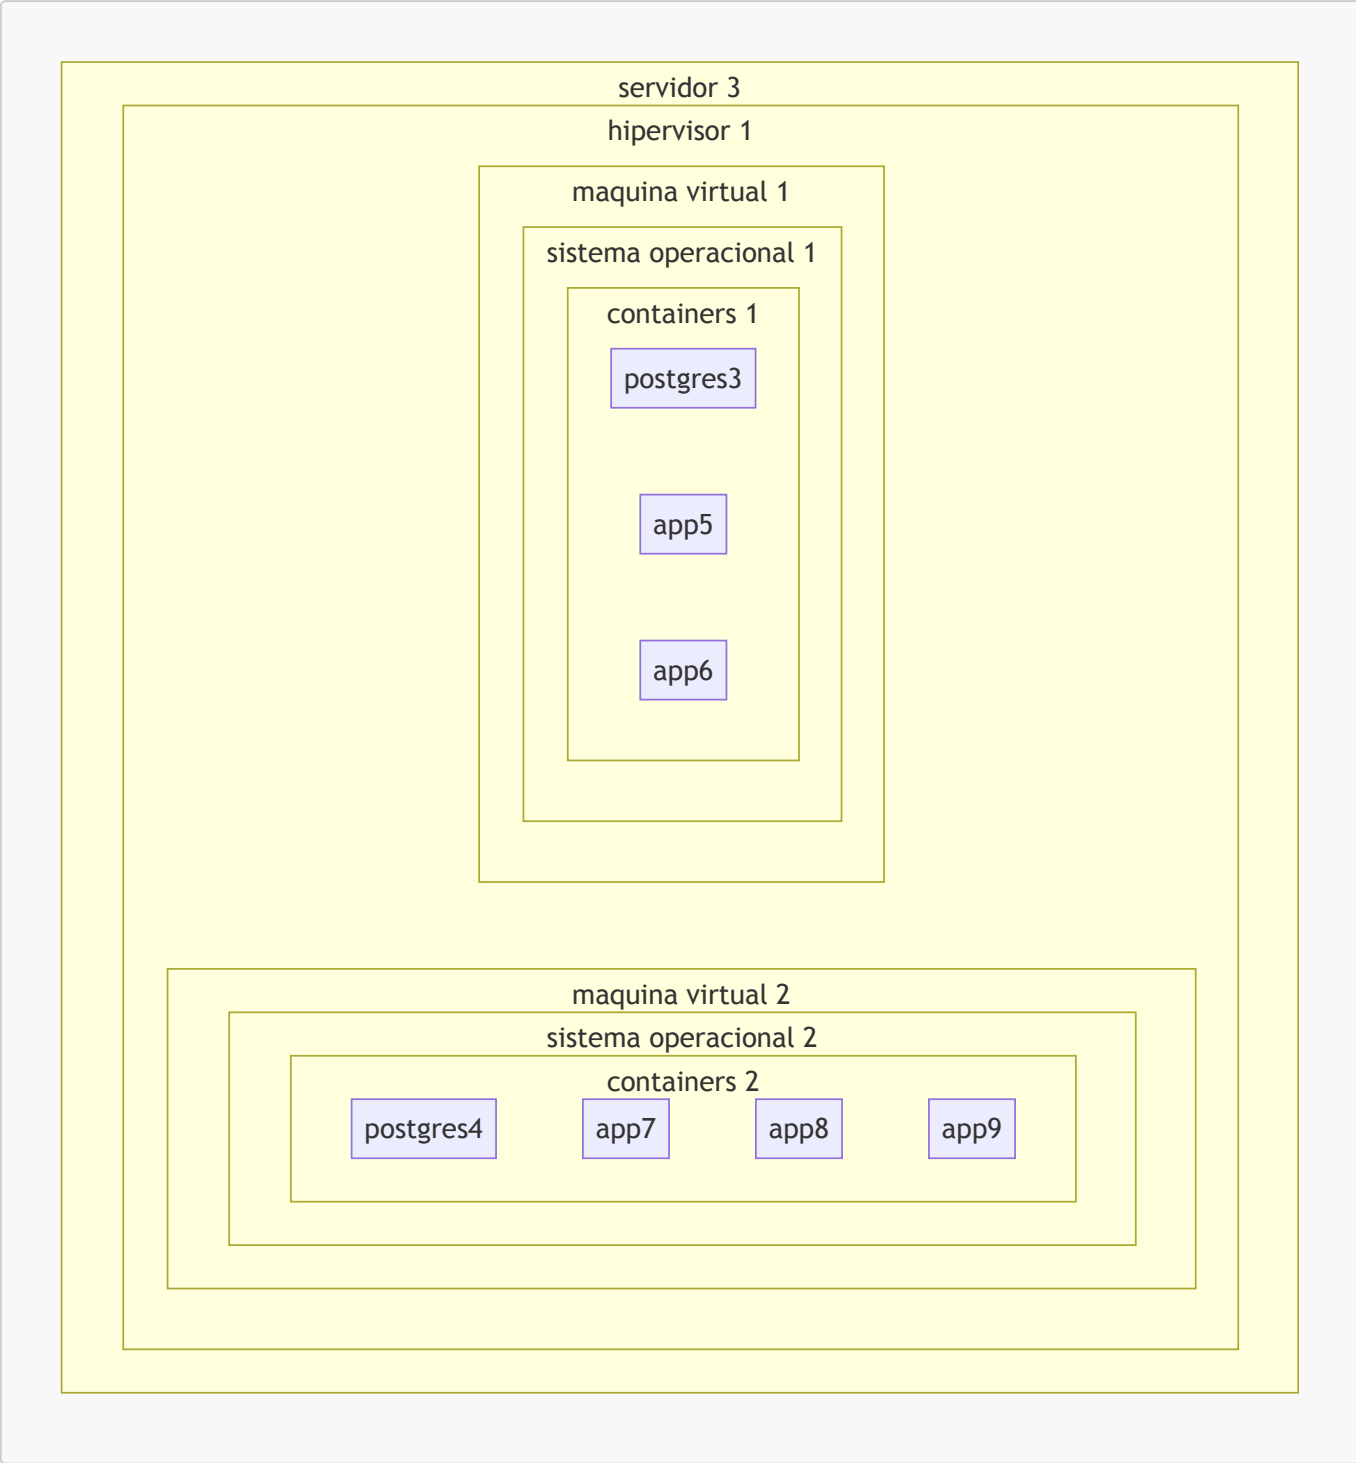 servidor 3
hipervisor 1
maquina virtual 1
sistema operacional 1
containers 1
postgres3
app5
app6
maquina virtual 2
sistema operacional 2
containers 2
postgres4
app7
app8
app9